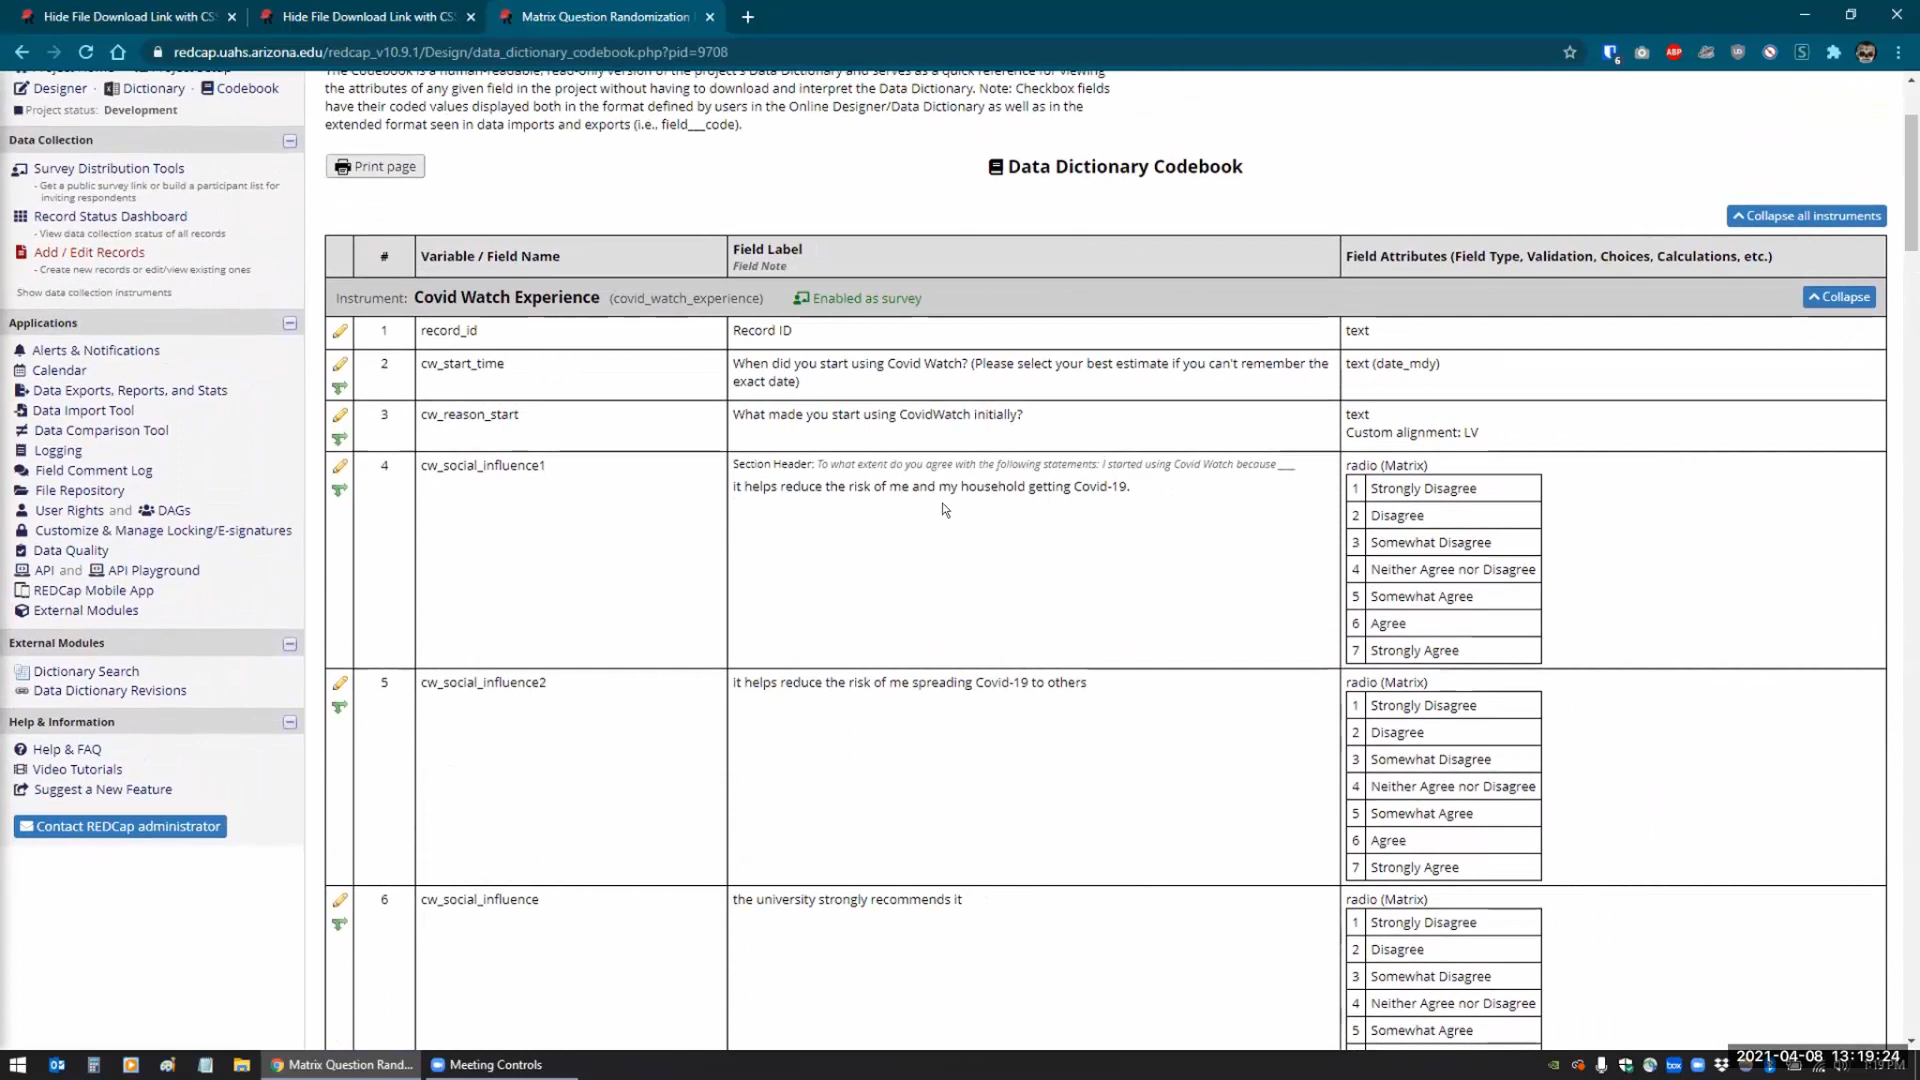 Hide File Download Link with CS
Hide File Download Link with CS
Matrix Question Randomization
redcap.uahs.arizona.edu/redcap_v10.9.1/Design/data_dictionary_codebook.php?pid=9708
Designer · Dictionary · Codebook
Project status: Development
Data Collection
Survey Distribution Tools
- Get a public survey link or build a participant list for
inviting respondents
Record Status Dashboard
- View data collection status of all records
Add / Edit Records
- Create new records or edit/view existing ones
Show data collection instruments
Applications
Alerts & Notifications
Calendar
Data Exports, Reports, and Stats
Data Import Tool
Data Comparison Tool
Logging
Field Comment Log
File Repository
User Rights and DAGs
Customize & Manage Locking/E-signatures
Data Quality
API and API Playground
REDCap Mobile App
External Modules
External Modules
Dictionary Search
Data Dictionary Revisions
Help & Information
Help & FAQ
Video Tutorials
Suggest a New Feature
Contact REDCap administrator
The Codebook is a human-readable, read-only version of the project's Data Dictionary and serves as a quick reference for viewing
the attributes of any given field in the project without having to download and interpret the Data Dictionary. Note: Checkbox fields
have their coded values displayed both in the format defined by users in the Online Designer/Data Dictionary as well as in the
extended format seen in data imports and exports (i.e., field___code).
Print page
Data Dictionary Codebook
Collapse all instruments
# Variable / Field Name Field Label Field Attributes (Field Type, Validation, Choices, Calculations, etc.)
Field Note
Instrument: Covid Watch Experience (covid_watch_experience) Enabled as survey Collapse
1 record_id Record ID text
2 cw_start_time When did you start using Covid Watch? (Please select your best estimate if you can't remember the text (date_mdy)
exact date)
3 cw_reason_start What made you start using CovidWatch initially? text
Custom alignment: LV
4 cw_social_influence1 Section Header: To what extent do you agree with the following statements: I started using Covid Watch because ___ radio (Matrix)
it helps reduce the risk of me and my household getting Covid-19.
1 Strongly Disagree
2 Disagree
3 Somewhat Disagree
4 Neither Agree nor Disagree
5 Somewhat Agree
6 Agree
7 Strongly Agree
5 cw_social_influence2 it helps reduce the risk of me spreading Covid-19 to others radio (Matrix)
1 Strongly Disagree
2 Disagree
3 Somewhat Disagree
4 Neither Agree nor Disagree
5 Somewhat Agree
6 Agree
7 Strongly Agree
6 cw_social_influence the university strongly recommends it radio (Matrix)
1 Strongly Disagree
2 Disagree
3 Somewhat Disagree
4 Neither Agree nor Disagree
5 Somewhat Agree
Matrix Question Rand...
Meeting Controls
2021-04-08 13:19:24